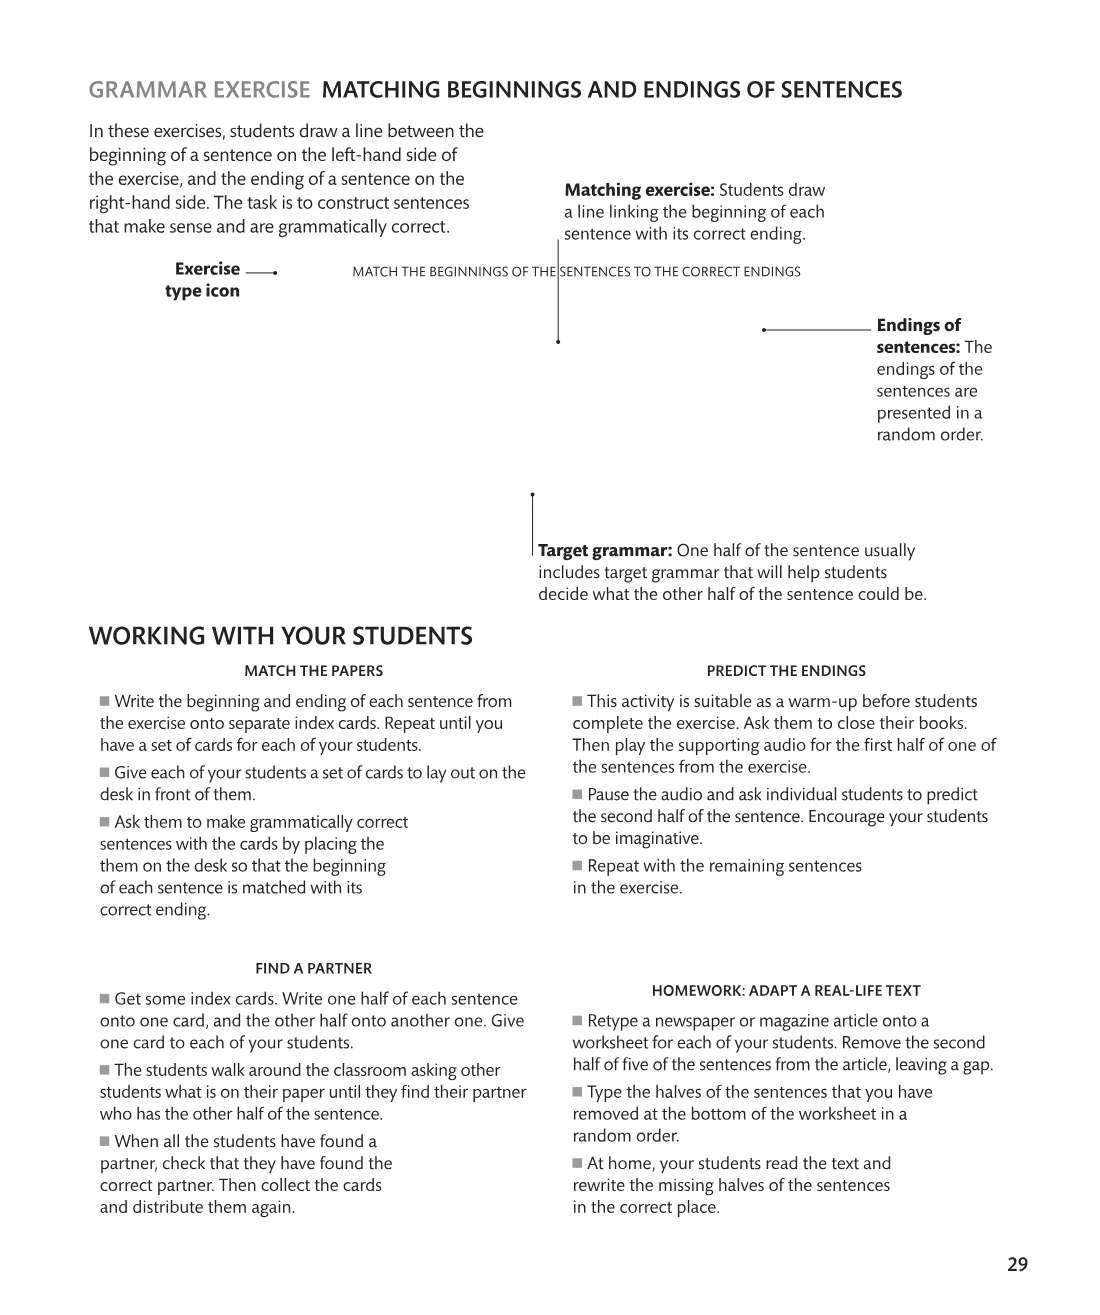 GRAMMAR EXERCISE MATCHING BEGINNINGS AND ENDINGS OF SENTENCES
In these exercises, students draw a line between the
beginning of a sentence on the left-hand side of
the exercise, and the ending of a sentence on the
right-hand side. The task is to construct sentences
that make sense and are grammatically correct.
Matching exercise: Students draw
a line linking the beginning of each
sentence with its correct ending.
Exercise
type icon
MATCH THE BEGINNINGS OF THE SENTENCES TO THE CORRECT ENDINGS
Endings of
sentences: The
endings of the
sentences are
presented in a
random order.
Target grammar: One half of the sentence usually
includes target grammar that will help students
decide what the other half of the sentence could be.
WORKING WITH YOUR STUDENTS
MATCH THE PAPERS
Write the beginning and ending of each sentence from
the exercise onto separate index cards. Repeat until you
have a set of cards for each of your students.
Give each of your students a set of cards to lay out on the
desk in front of them.
Ask them to make grammatically correct
sentences with the cards by placing the
them on the desk so that the beginning
of each sentence is matched with its
correct ending.
FIND A PARTNER
Get some index cards. Write one half of each sentence
onto one card, and the other half onto another one. Give
one card to each of your students.
The students walk around the classroom asking other
students what is on their paper until they find their partner
who has the other half of the sentence.
When all the students have found a
partner, check that they have found the
correct partner. Then collect the cards
and distribute them again.
PREDICT THE ENDINGS
This activity is suitable as a warm-up before students
complete the exercise. Ask them to close their books.
Then play the supporting audio for the first half of one of
the sentences from the exercise.
Pause the audio and ask individual students to predict
the second half of the sentence. Encourage your students
to be imaginative.
Repeat with the remaining sentences
in the exercise.
HOMEWORK: ADAPT A REAL-LIFE TEXT
Retype a newspaper or magazine article onto a
worksheet for each of your students. Remove the second
half of five of the sentences from the article, leaving a gap.
Type the halves of the sentences that you have
removed at the bottom of the worksheet in a
random order.
At home, your students read the text and
rewrite the missing halves of the sentences
in the correct place.
29